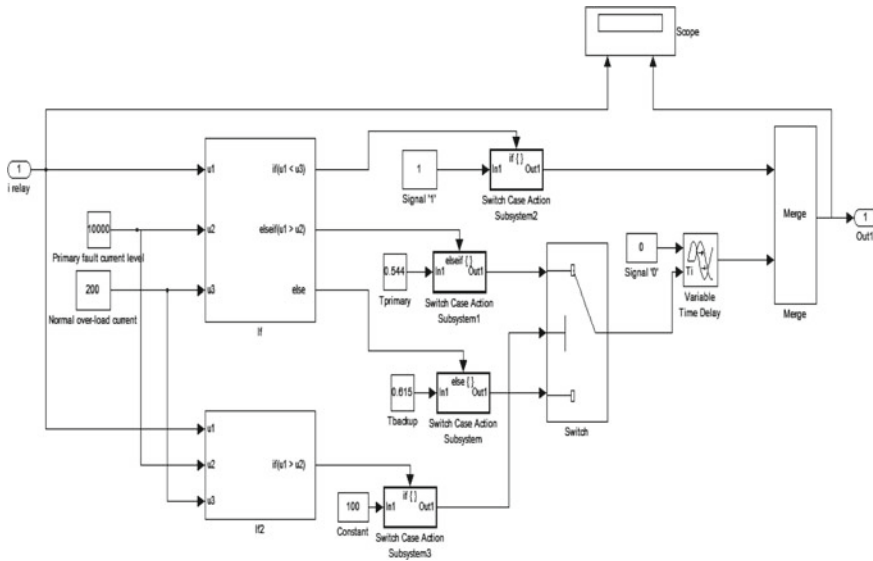 Scope
1
i relay
u1
if(u1 < u3)
u2
elseif(u1 > u2)
u3
else
If
10000
Primary fault current level
200
Normal over-load current
1
Signal '1'
if { }
In1
Out1
Switch Case Action
Subsystem2
0.544
Tprimary
elseif { }
In1
Out1
Switch Case Action
Subsystem1
0.615
Tbackup
else { }
In1
Out1
Switch Case Action
Subsystem
Switch
0
Signal '0'
Ti
Variable
Time Delay
Merge
Merge
1
Out1
u1
u2
if(u1 > u2)
u3
If2
100
Constant
if { }
In1
Out1
Switch Case Action
Subsystem3